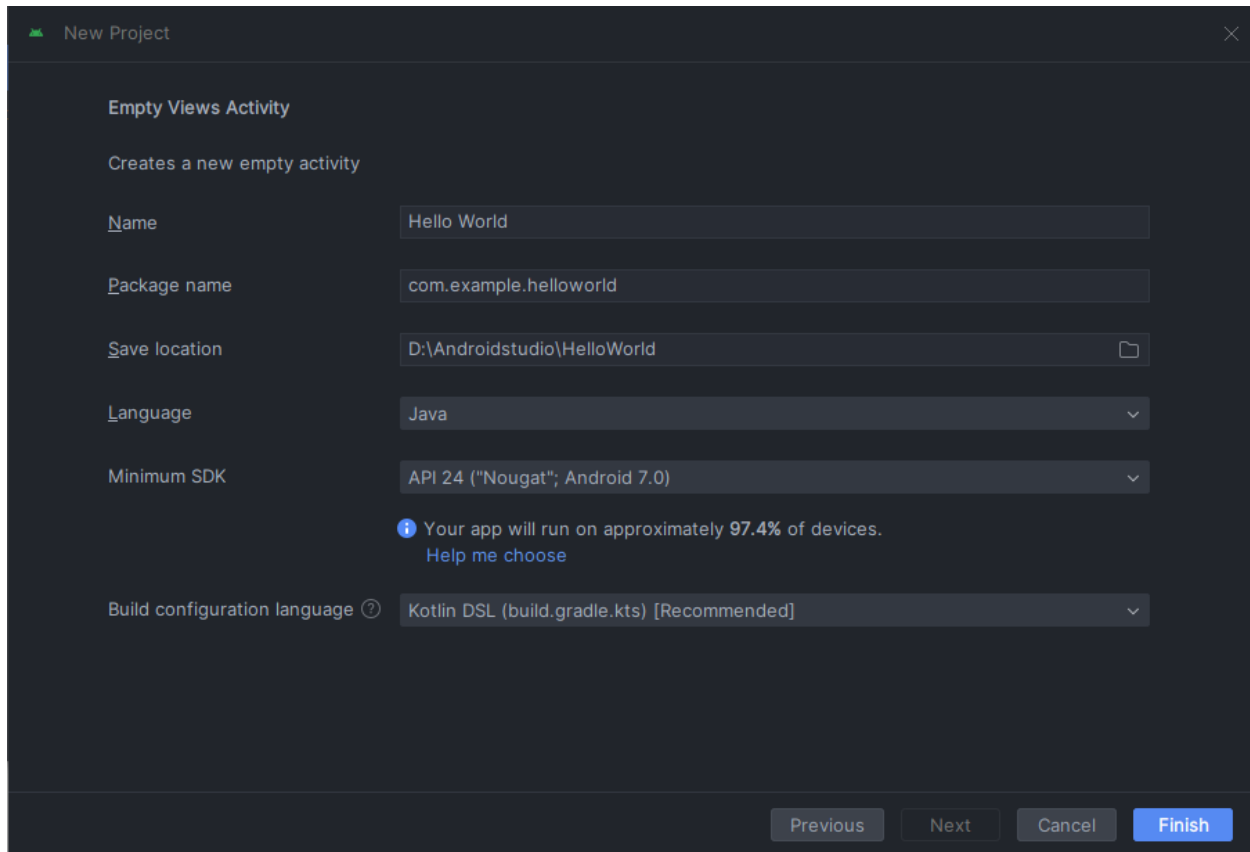 New Project
Empty Views Activity
Creates a new empty activity
Name
Hello World
Package name
com.example.helloworld
Save location
D:\Androidstudio\HelloWorld
Language
Java
Minimum SDK
API 24 ("Nougat"; Android 7.0)
Your app will run on approximately 97.4% of devices.
Help me choose
Build configuration language ?
Kotlin DSL (build.gradle.kts) [Recommended]
Previous
Next
Cancel
Finish